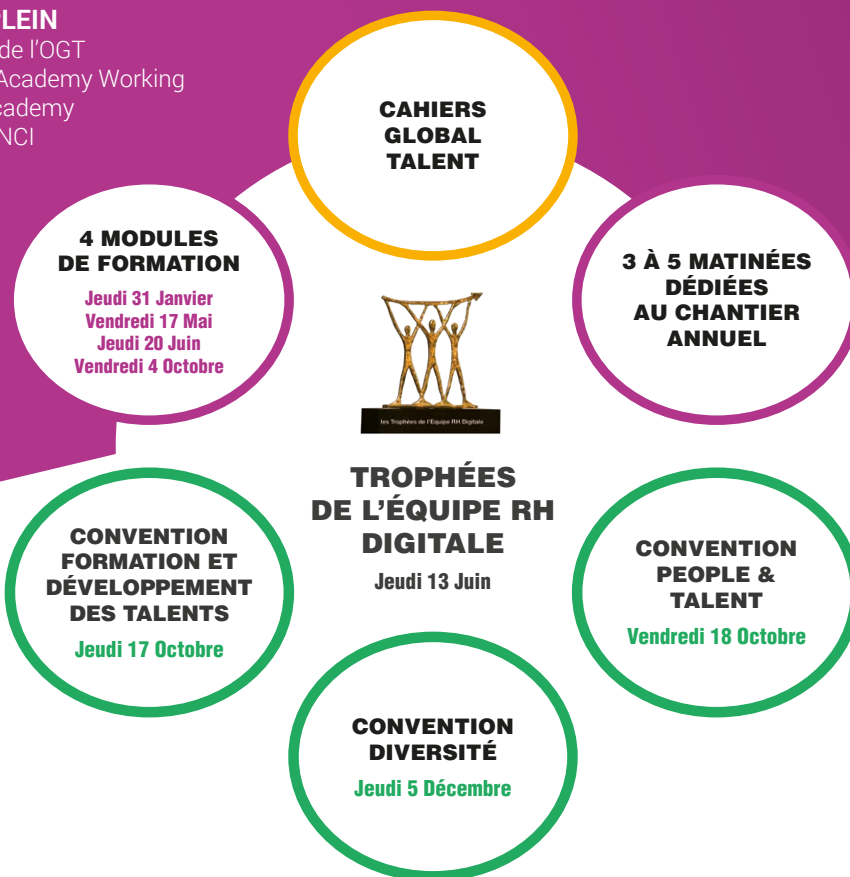 PLEIN
de l'OGT
Academy Working
cademy
NCI
CAHIERS
GLOBAL
TALENT
4 MODULES
DE FORMATION
Jeudi 31 Janvier
Vendredi 17 Mai
Jeudi 20 Juin
Vendredi 4 Octobre
3 À 5 MATINÉES
DÉDIÉES
AU CHANTIER
ANNUEL
les Trophées de l'Equipe RH Digitale
TROPHÉES
DE L'ÉQUIPE RH
DIGITALE
Jeudi 13 Juin
CONVENTION
FORMATION ET
DÉVELOPPEMENT
DES TALENTS
Jeudi 17 Octobre
CONVENTION
PEOPLE &
TALENT
Vendredi 18 Octobre
CONVENTION
DIVERSITÉ
Jeudi 5 Décembre